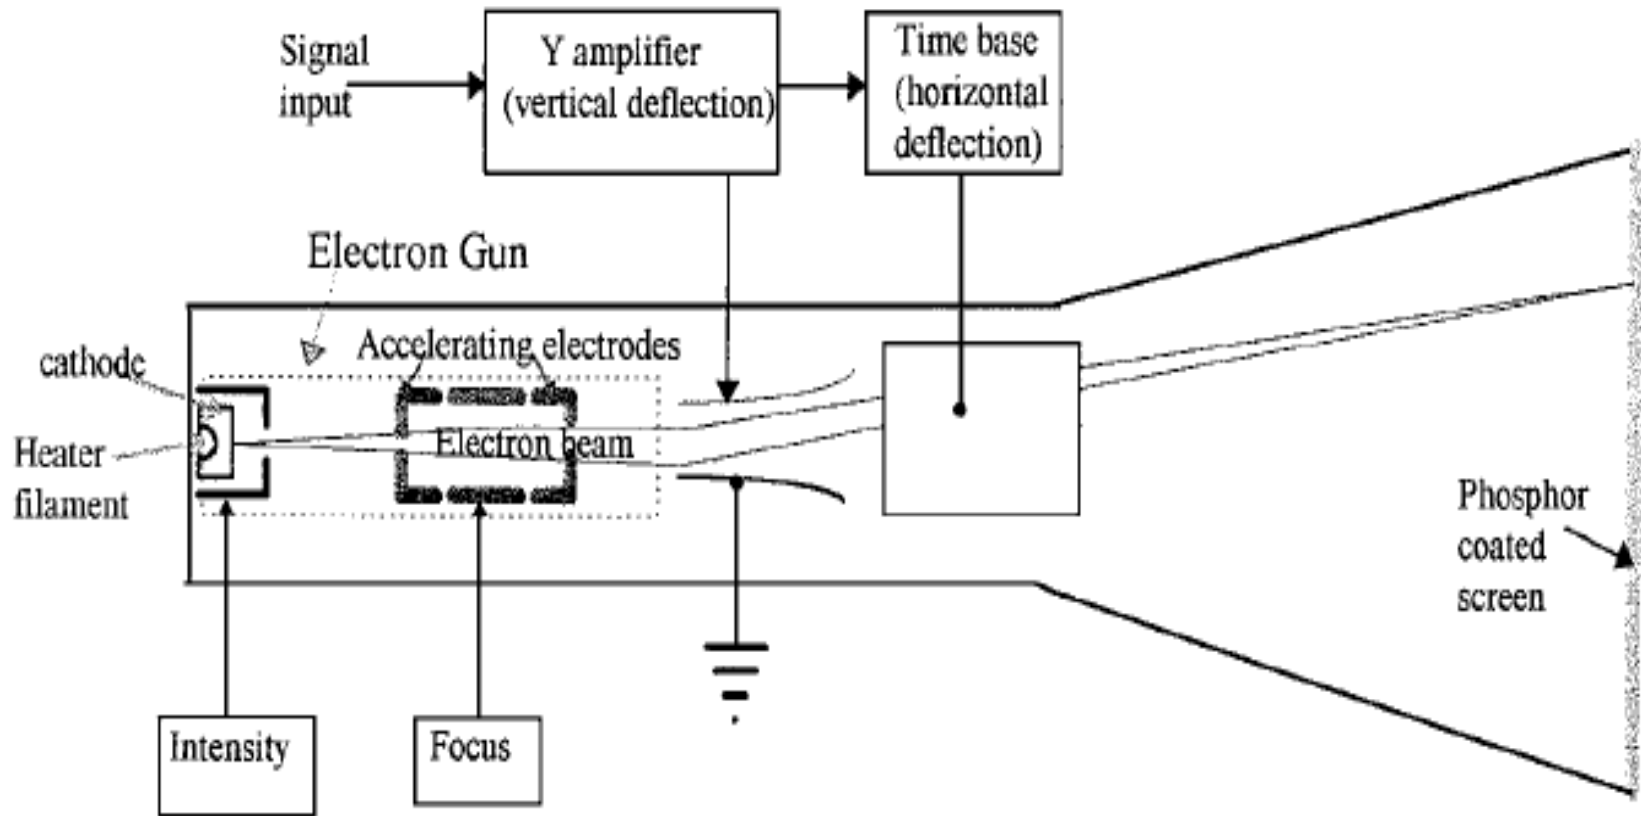 Signal
input
Y amplifier
(vertical deflection)
Time base
(horizontal
deflection)
Electron Gun
Accelerating electrodes
cathode
Electron beam
Heater
filament
Phosphor
coated
screen
Intensity
Focus